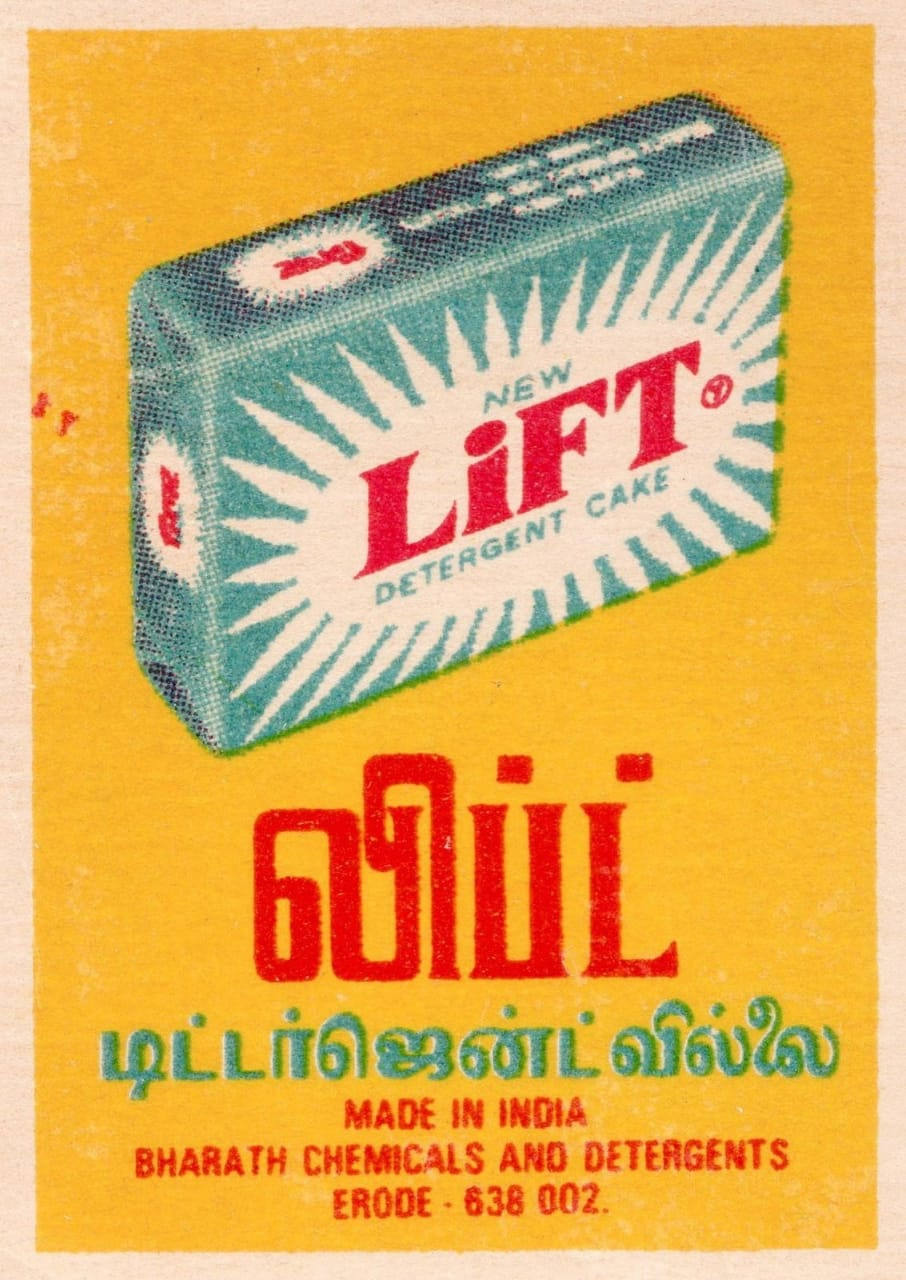 NEW
LiFT
DETERGENT CAKE
லிப்ட்
டிட்டர்ஜெண்ட் வில்லை
MADE IN INDIA
BHARATH CHEMICALS AND DETERGENTS
ERODE - 638 002.